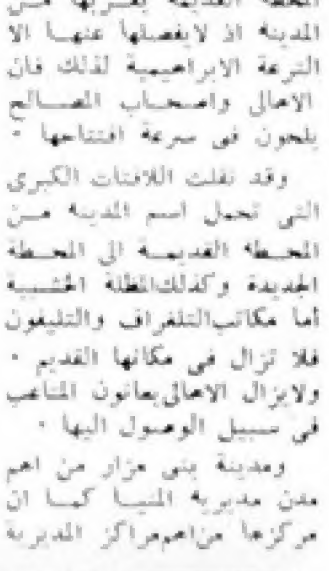 المحطة القديمة بقربها من
المدينة اذ لايفصلها عنها الا
الترعة الابراهيمية لذلك فان
الاهالى واصحاب المصالح
يلحون فى سرعة افتتاحها ·
وقد نقلت اللافتات الكبرى
التى تحمل اسم المدينه من
المحطه القديمة الى المحطة
الجديدة وكذلك المظلة الخشبية
أما مكاتب التلغراف والتليفون
فلا تزال فى مكانها القديم ·
ولايزال الاهالى يعانون المتاعب
فى سبيل الوصول اليها ·
ومدينة بنى مزار من اهم
مدن مديرية المنيا كما ان
مركزها من اهم مراكز المديرية